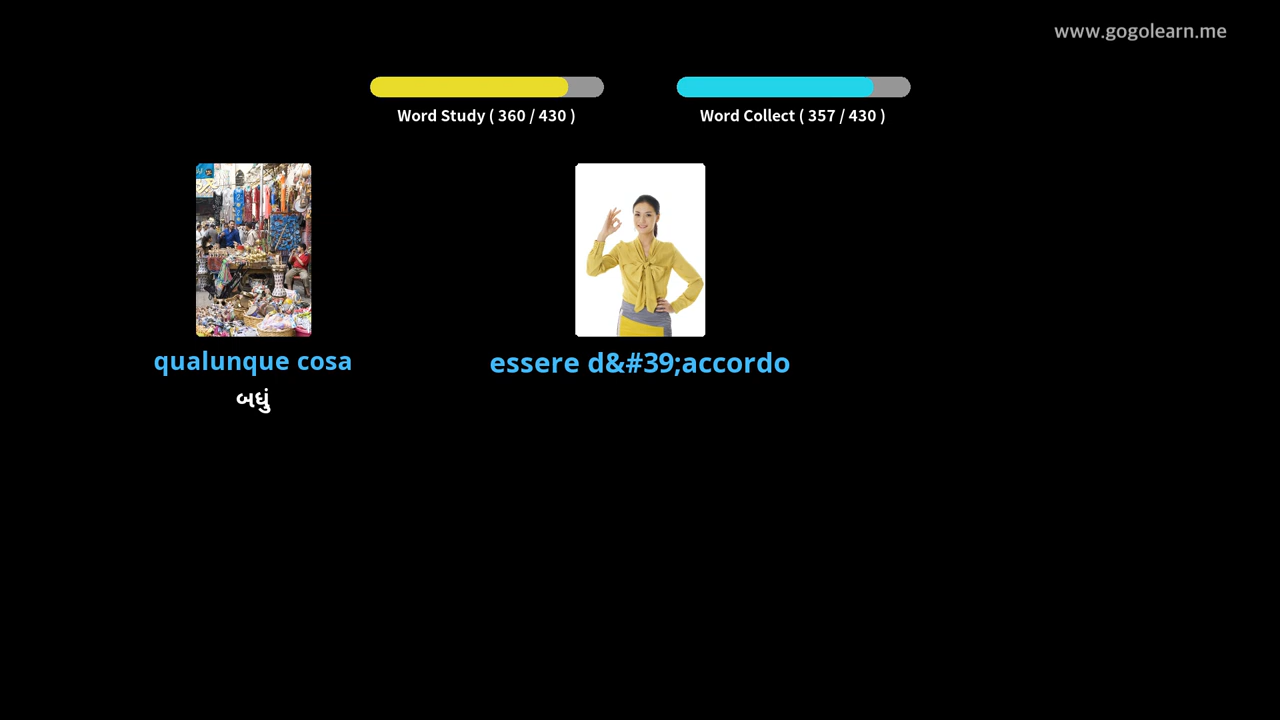 www.gogolearn.me
Word Study ( 360 / 430 )
Word Collect ( 357 / 430 )
qualunque cosa
essere d&#39;accordo
બધું